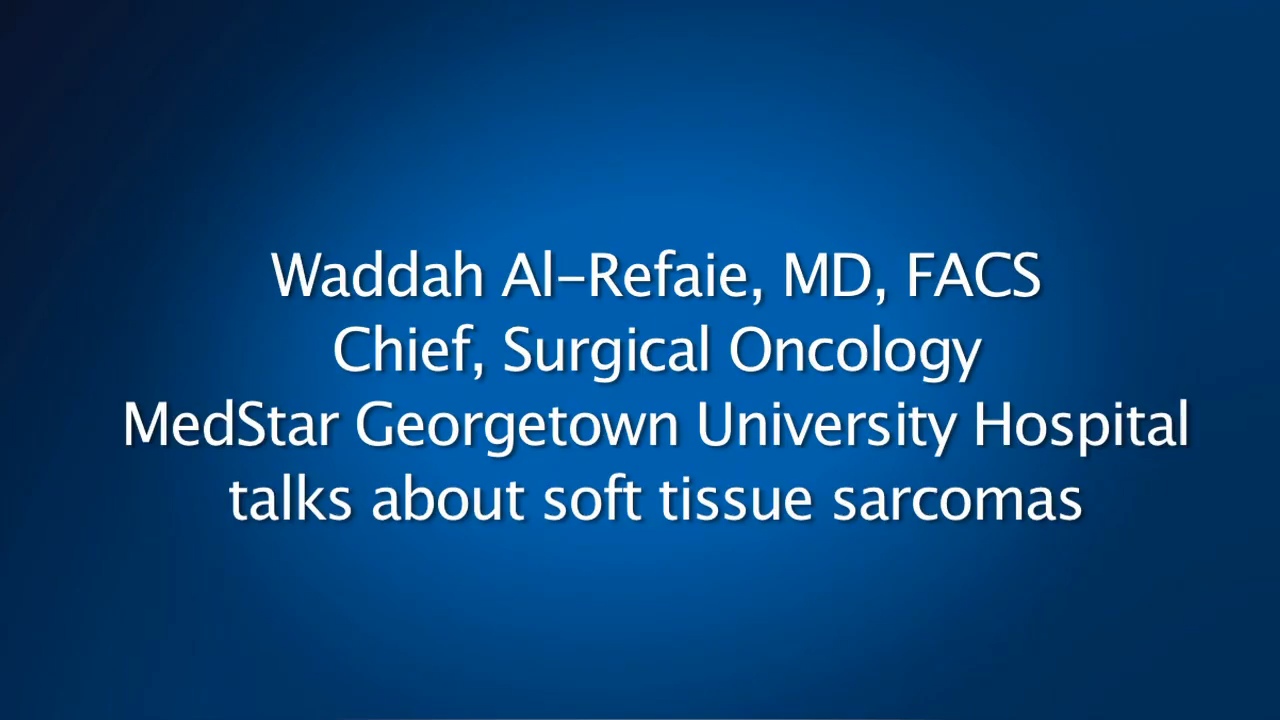 Waddah Al-Refaie, MD, FACS
Chief, Surgical Oncology
MedStar Georgetown University Hospital
talks about soft tissue sarcomas